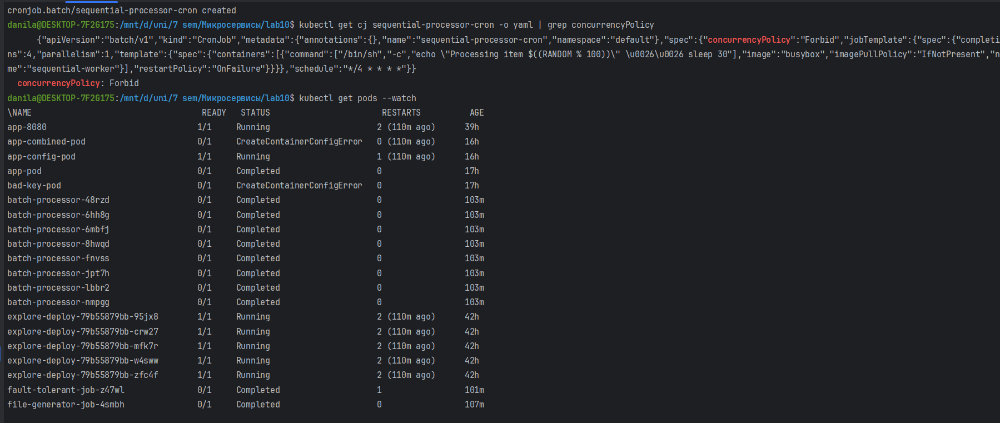 cronjob.batch/sequential-processor-cron created
danila@DESKTOP-7F2G175:/mnt/d/uni/7 sem/Микросервисы/lab10$ kubectl get cj sequential-processor-cron -o yaml | grep concurrencyPolicy
{"apiVersion":"batch/v1","kind":"CronJob","metadata":{"annotations":{},"name":"sequential-processor-cron","namespace":"default"},"spec":{"concurrencyPolicy":"Forbid","jobTemplate":{"spec":{"completi
ns":4,"parallelism":1,"template":{"spec":{"containers":[{"command":["/bin/sh","-c","echo \"Processing item $((RANDOM % 100))\" \u0026\u0026 sleep 30"],"image":"busybox","imagePullPolicy":"IfNotPresent","n
me":"sequential-worker"}],"restartPolicy":"OnFailure"}}}},"schedule":"*/4 * * * *"}}
concurrencyPolicy: Forbid
danila@DESKTOP-7F2G175:/mnt/d/uni/7 sem/Микросервисы/lab10$ kubectl get pods --watch
\NAME READY STATUS RESTARTS AGE
app-8080 1/1 Running 2 (110m ago) 39h
app-combined-pod 0/1 CreateContainerConfigError 0 (110m ago) 16h
app-config-pod 1/1 Running 1 (110m ago) 16h
app-pod 0/1 Completed 0 17h
bad-key-pod 0/1 CreateContainerConfigError 0 17h
batch-processor-48rzd 0/1 Completed 0 103m
batch-processor-6hh8g 0/1 Completed 0 103m
batch-processor-6mbfj 0/1 Completed 0 103m
batch-processor-8hwqd 0/1 Completed 0 103m
batch-processor-fnvss 0/1 Completed 0 103m
batch-processor-jpt7h 0/1 Completed 0 103m
batch-processor-lbbr2 0/1 Completed 0 103m
batch-processor-nmpgg 0/1 Completed 0 103m
explore-deploy-79b55879bb-95jx8 1/1 Running 2 (110m ago) 42h
explore-deploy-79b55879bb-crw27 1/1 Running 2 (110m ago) 42h
explore-deploy-79b55879bb-mfk7r 1/1 Running 2 (110m ago) 42h
explore-deploy-79b55879bb-w4sww 1/1 Running 2 (110m ago) 42h
explore-deploy-79b55879bb-zfc4f 1/1 Running 2 (110m ago) 42h
fault-tolerant-job-z47wl 0/1 Completed 1 101m
file-generator-job-4smbh 0/1 Completed 0 107m